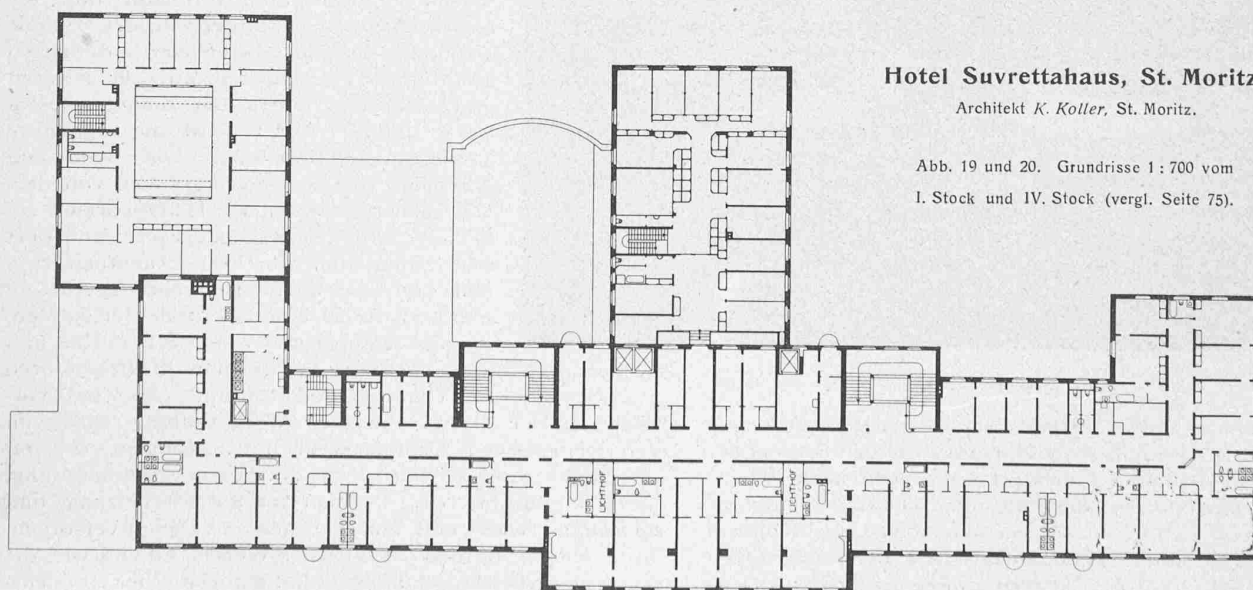 Hotel Suvrettahaus, St. Moritz
Architekt K. Koller, St. Moritz.
Abb. 19 und 20. Grundrisse 1 : 700 vom
I. Stock und IV. Stock (vergl. Seite 75).
LICHTHOF
LICHTHOF